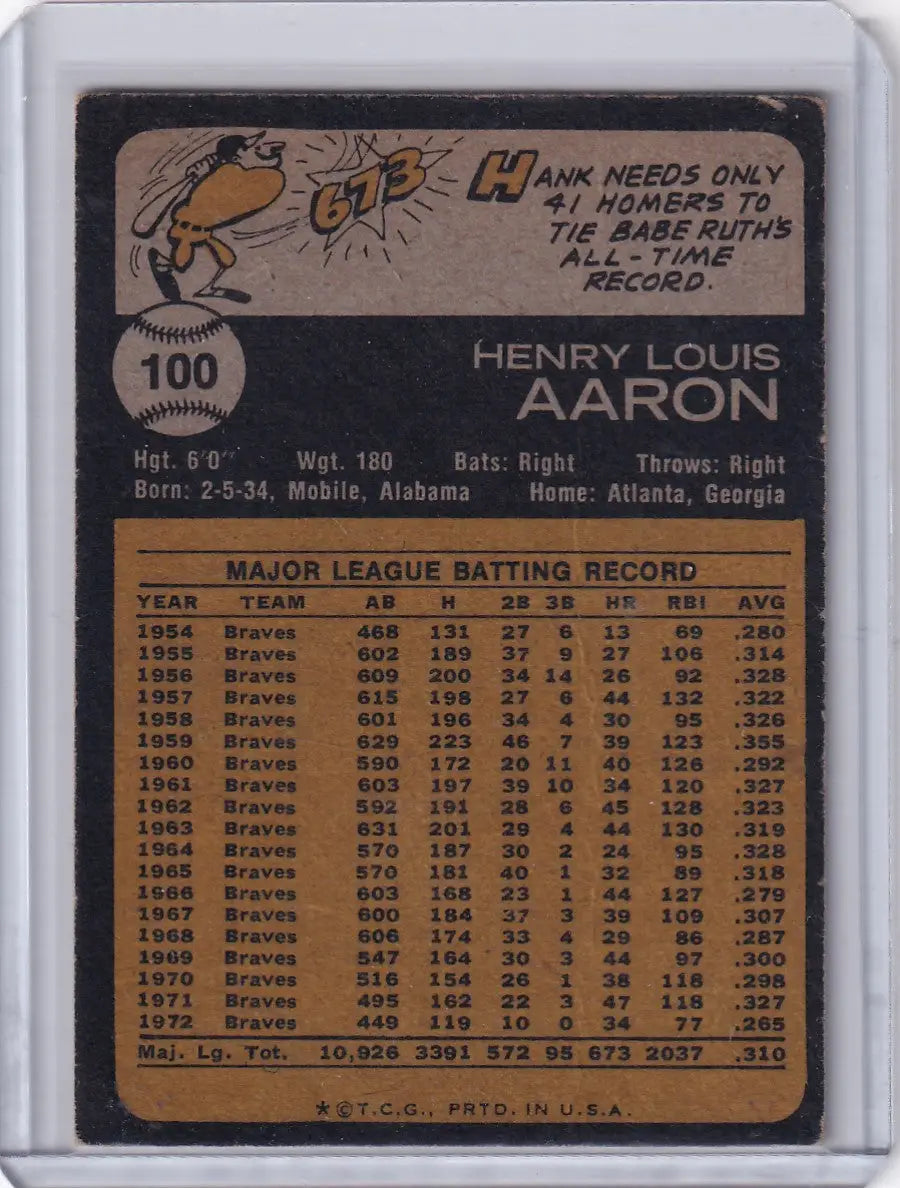 673
HANK NEEDS ONLY
41 HOMERS TO
TIE BABE RUTH'S
ALL-TIME
RECORD.
100
HENRY LOUIS
AARON
Hgt. 6'0" Wgt. 180 Bats: Right Throws: Right
Born: 2-5-34, Mobile, Alabama Home: Atlanta, Georgia
MAJOR LEAGUE BATTING RECORD
YEAR TEAM AB H 2B 3B HR RBI AVG
1954 Braves 468 131 27 6 13 69 .280
1955 Braves 602 189 37 9 27 106 .314
1956 Braves 609 200 34 14 26 92 .328
1957 Braves 615 198 27 6 44 132 .322
1958 Braves 601 196 34 4 30 95 .326
1959 Braves 629 223 46 7 39 123 .355
1960 Braves 590 172 20 11 40 126 .292
1961 Braves 603 197 39 10 34 120 .327
1962 Braves 592 191 28 6 45 128 .323
1963 Braves 631 201 29 4 44 130 .319
1964 Braves 570 187 30 2 24 95 .328
1965 Braves 570 181 40 1 32 89 .318
1966 Braves 603 168 23 1 44 127 .279
1967 Braves 600 184 37 3 39 109 .307
1968 Braves 606 174 33 4 29 86 .287
1969 Braves 547 164 30 3 44 97 .300
1970 Braves 516 154 26 1 38 118 .298
1971 Braves 495 162 22 3 47 118 .327
1972 Braves 449 119 10 0 34 77 .265
Maj. Lg. Tot. 10,926 3391 572 95 673 2037 .310
★©T.C.G., PRTD. IN U.S.A.